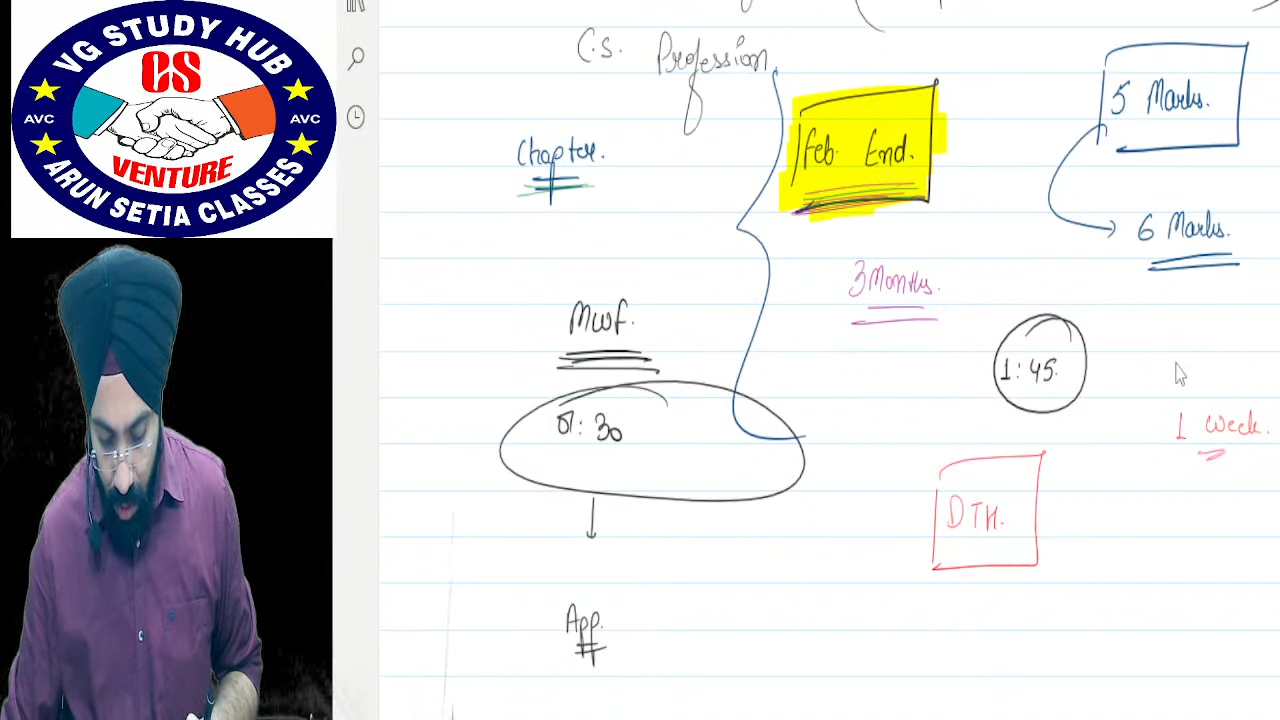 VG STUDY HUB
CS
AVC
AVC
VENTURE
ARUN SETIA CLASSES
C.S. Profession
Chapter.
Feb. End.
5 Marks.
6 Marks.
3 Months.
Mwf.
1:45.
: 30
1 week.
DTH.
App.